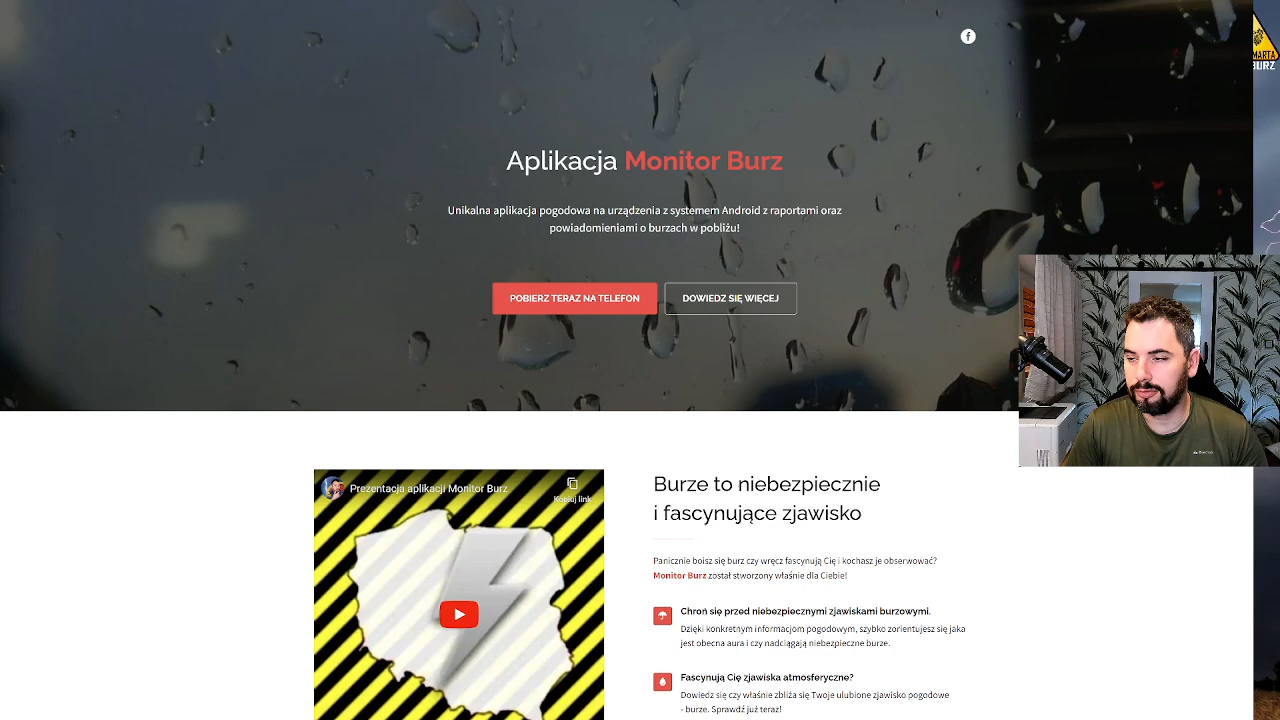 Aplikacja Monitor Burz
Unikalna aplikacja pogodowa na urządzenia z systemem Android z raportami oraz
powiadomieniami o burzach w pobliżu!
POBIERZ TERAZ NA TELEFON
DOWIEDZ SIĘ WIĘCEJ
Prezentacja aplikacji Monitor Burz
Kopiuj link
Burze to niebezpiecznie
i fascynujące zjawisko
Panicznie boisz się burz czy wręcz fascynują Cię i kochasz je obserwować?
Monitor Burz został stworzony właśnie dla Ciebie!
Chroń się przed niebezpiecznymi zjawiskami burzowymi.
Dzięki konkretnym informacjom pogodowym, szybko zorientujesz się jaka
jest obecna aura i czy nadciągają niebezpieczne burze.
Fascynują Cię zjawiska atmosferyczne?
Dowiedz się czy właśnie zbliża się Twoje ulubione zjawisko pogodowe
- burze. Sprawdź już teraz!